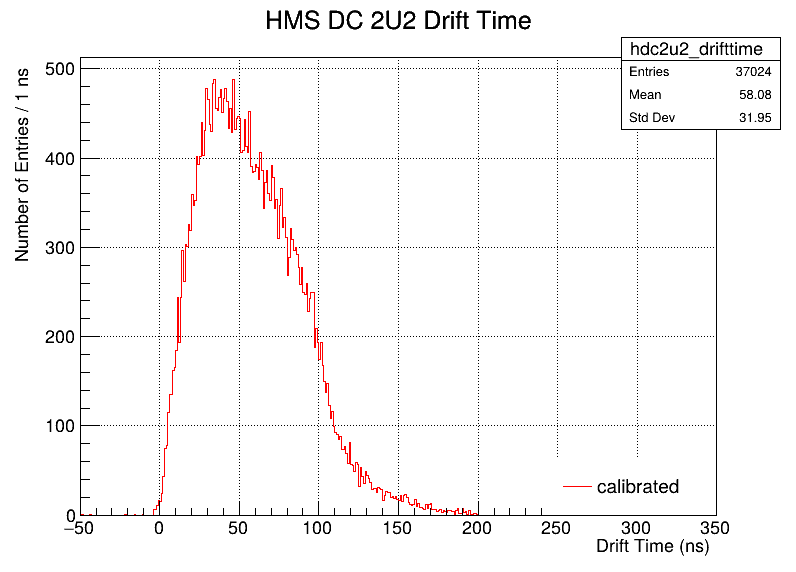 HMS DC 2U2 Drift Time
hdc2u2_drifttime
Entries 37024
Mean 58.08
Std Dev 31.95
Number of Entries / 1 ns
500
400
300
200
100
0
−50 0 50 100 150 200 250 300 350
Drift Time (ns)
calibrated